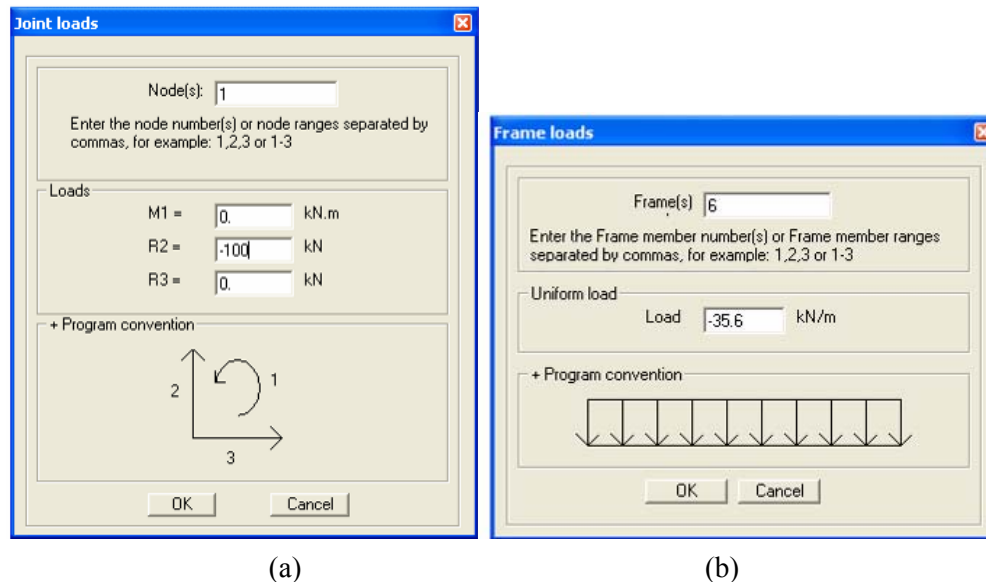 Joint loads
Node(s): 1
Enter the node number(s) or node ranges separated by
commas, for example: 1,2,3 or 1-3
Loads
M1 = 0. kN.m
R2 = -100 kN
R3 = 0. kN
+ Program convention
2
1
3
OK Cancel
(a)
Frame loads
Frame(s) 6
Enter the Frame member number(s) or Frame member ranges
separated by commas, for example: 1,2,3 or 1-3
Uniform load
Load -35.6 kN/m
+ Program convention
OK Cancel
(b)